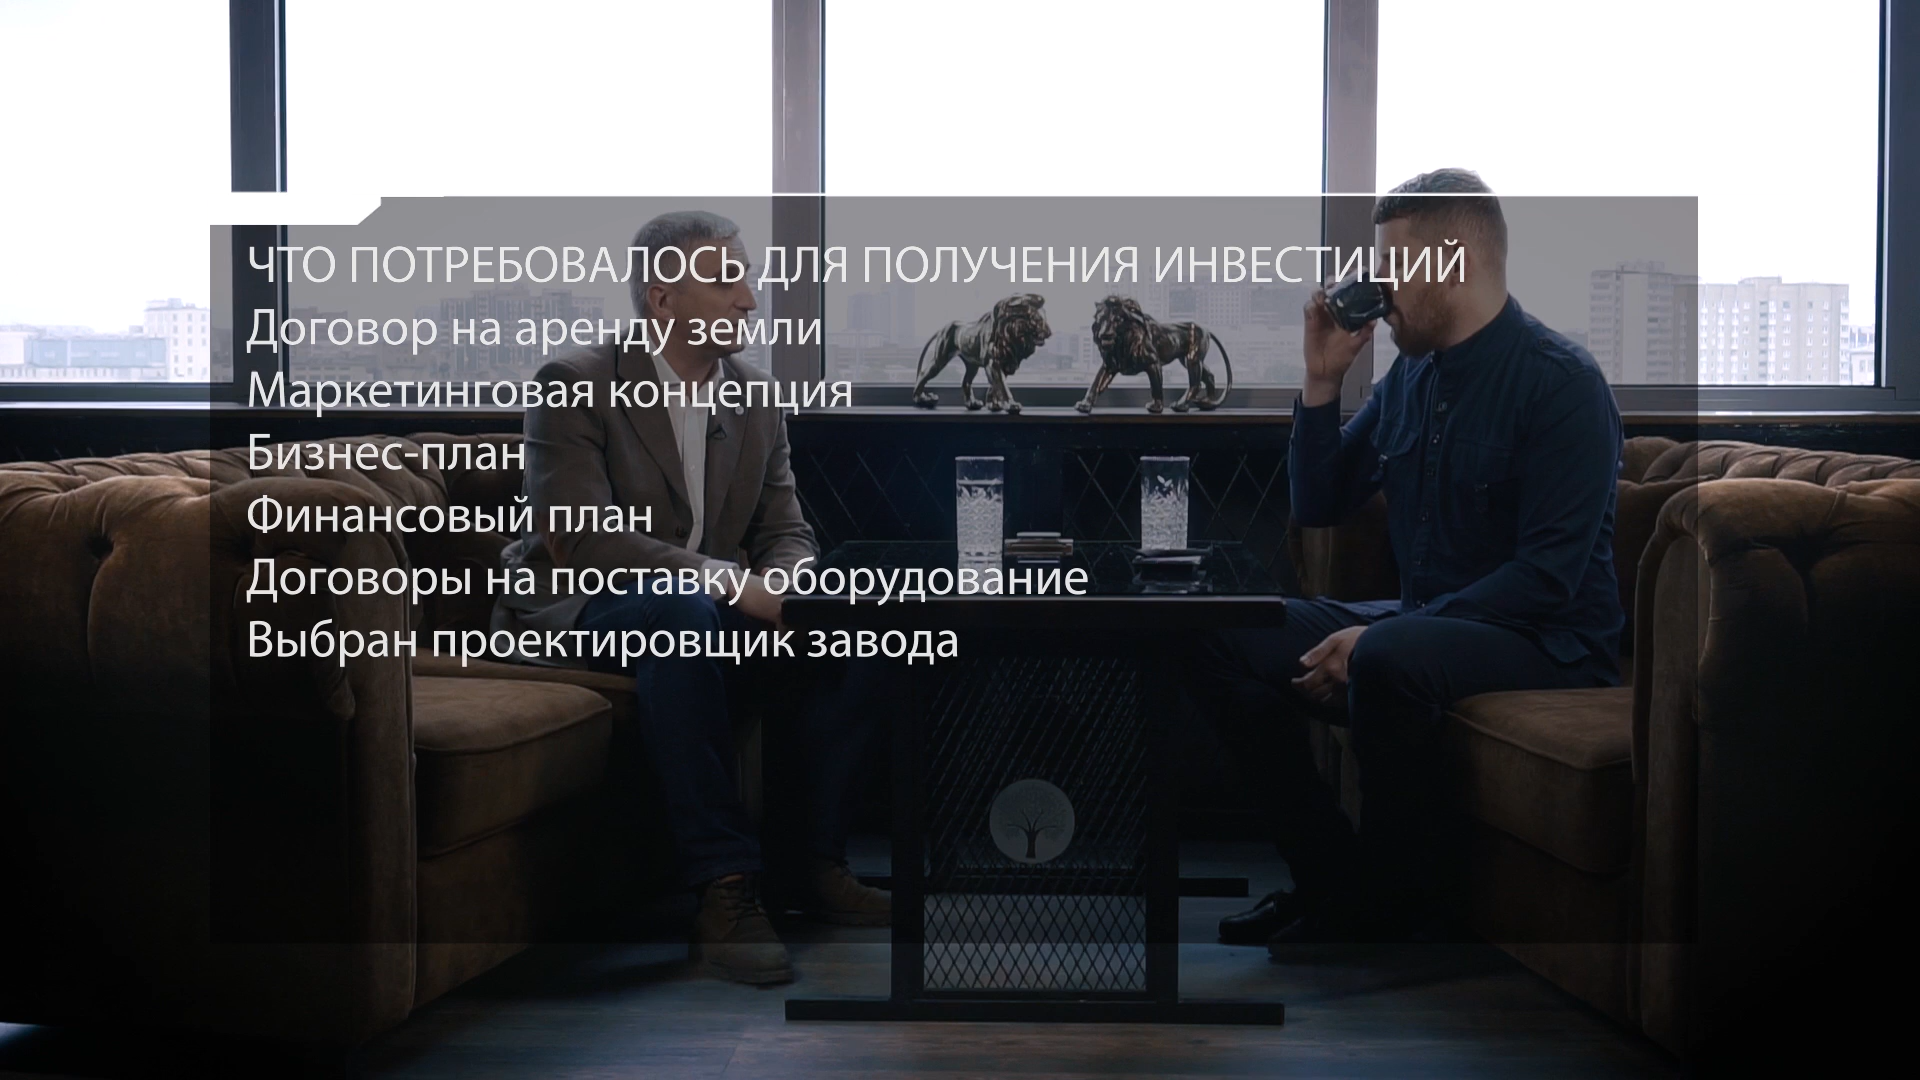 ЧТО ПОТРЕБОВАЛОСЬ ДЛЯ ПОЛУЧЕНИЯ ИНВЕСТИЦИЙ
Договор на аренду земли
Маркетинговая концепция
Бизнес-план
Финансовый план
Договоры на поставку оборудование
Выбран проектировщик завода